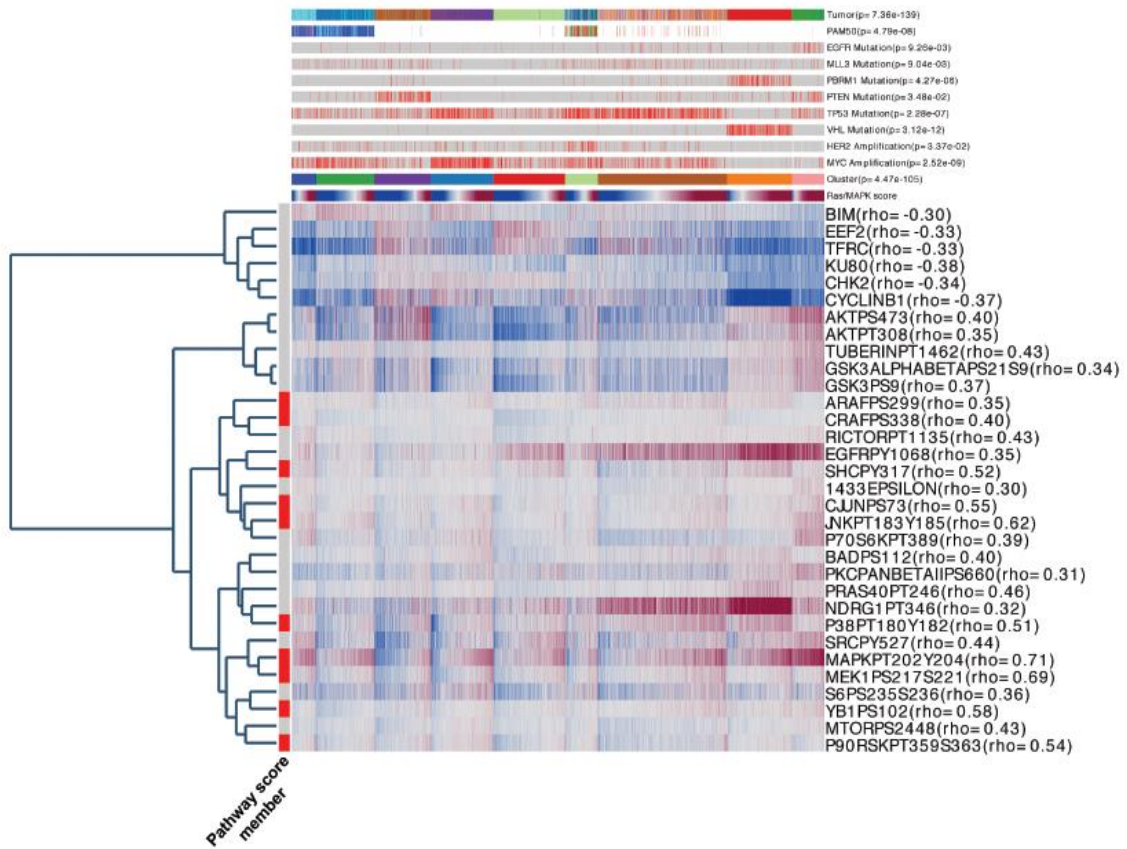 Tumor(p= 7.36e-139)
PAM50(p= 4.79e-08)
EGFR Mutation(p= 9.26e-03)
MLL3 Mutation(p= 9.04e-03)
PBRM1 Mutation(p= 4.27e-06)
PTEN Mutation(p= 3.48e-02)
TP53 Mutation(p= 2.28e-07)
VHL Mutation(p= 3.12e-12)
HER2 Amplification(p= 3.37e-02)
MYC Amplification(p= 2.52e-09)
Cluster(p= 4.47e-105)
Ras/MAPK score
BIM(rho= -0.30)
EEF2(rho= -0.33)
TFRC(rho= -0.33)
KU80(rho= -0.38)
CHK2(rho= -0.34)
CYCLINB1(rho= -0.37)
AKTPS473(rho= 0.40)
AKTPT308(rho= 0.35)
TUBERINPT1462(rho= 0.43)
GSK3ALPHABETAPS21S9(rho= 0.34)
GSK3PS9(rho= 0.37)
ARAFPS299(rho= 0.35)
CRAFPS338(rho= 0.40)
RICTORPT1135(rho= 0.43)
EGFRPY1068(rho= 0.35)
SHCPY317(rho= 0.52)
1433EPSILON(rho= 0.30)
CJUNPS73(rho= 0.55)
JNKPT183Y185(rho= 0.62)
P70S6KPT389(rho= 0.39)
BADPS112(rho= 0.40)
PKCPANBETAIIPS660(rho= 0.31)
PRAS40PT246(rho= 0.46)
NDRG1PT346(rho= 0.32)
P38PT180Y182(rho= 0.51)
SRCPY527(rho= 0.44)
MAPKPT202Y204(rho= 0.71)
MEK1PS217S221(rho= 0.69)
S6PS235S236(rho= 0.36)
YB1PS102(rho= 0.58)
MTORPS2448(rho= 0.43)
P90RSKPT359S363(rho= 0.54)
Pathway score
member